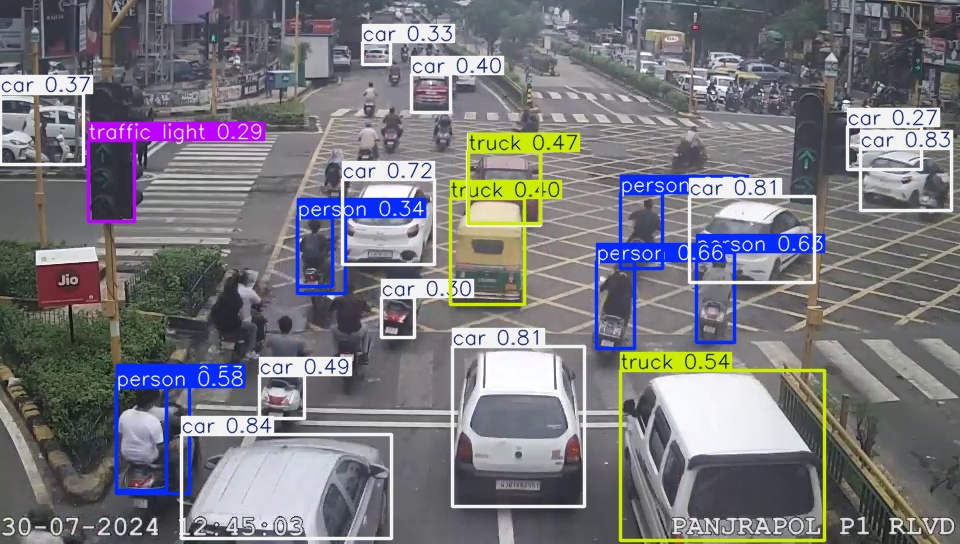 car 0.33
car 0.40
car 0.37
car 0.27
traffic light 0.29
truck 0.47
car 0.83
car 0.72
truck 0.40
person
car 0.81
person 0.34
person 0.66
person 0.63
Jio
car 0.30
car 0.81
truck 0.54
car 0.49
person 0.58
car 0.84
30-07-2024 12:45:03
PANJRAPOL P1 RLVD